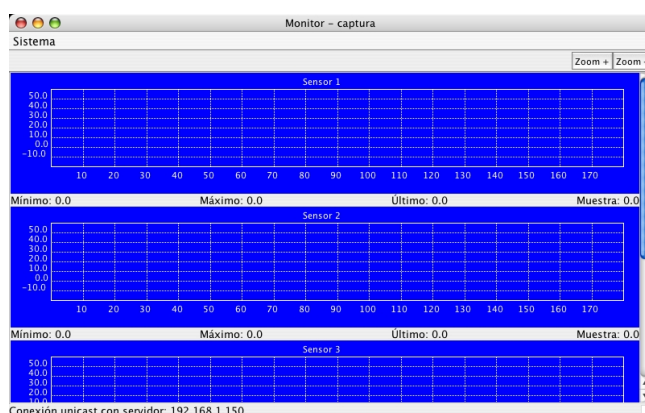 Monitor – captura
Sistema
Zoom + Zoom
Sensor 1
50.0
40.0
30.0
20.0
10.0
0.0
−10.0
10 20 30 40 50 60 70 80 90 100 110 120 130 140 150 160 170
Mínimo: 0.0 Máximo: 0.0 Último: 0.0 Muestra: 0.0
Sensor 2
50.0
40.0
30.0
20.0
10.0
0.0
−10.0
10 20 30 40 50 60 70 80 90 100 110 120 130 140 150 160 170
Mínimo: 0.0 Máximo: 0.0 Último: 0.0 Muestra: 0.0
Sensor 3
50.0
40.0
30.0
20.0
10.0
Conexión unicast con servidor: 192.168.1.150